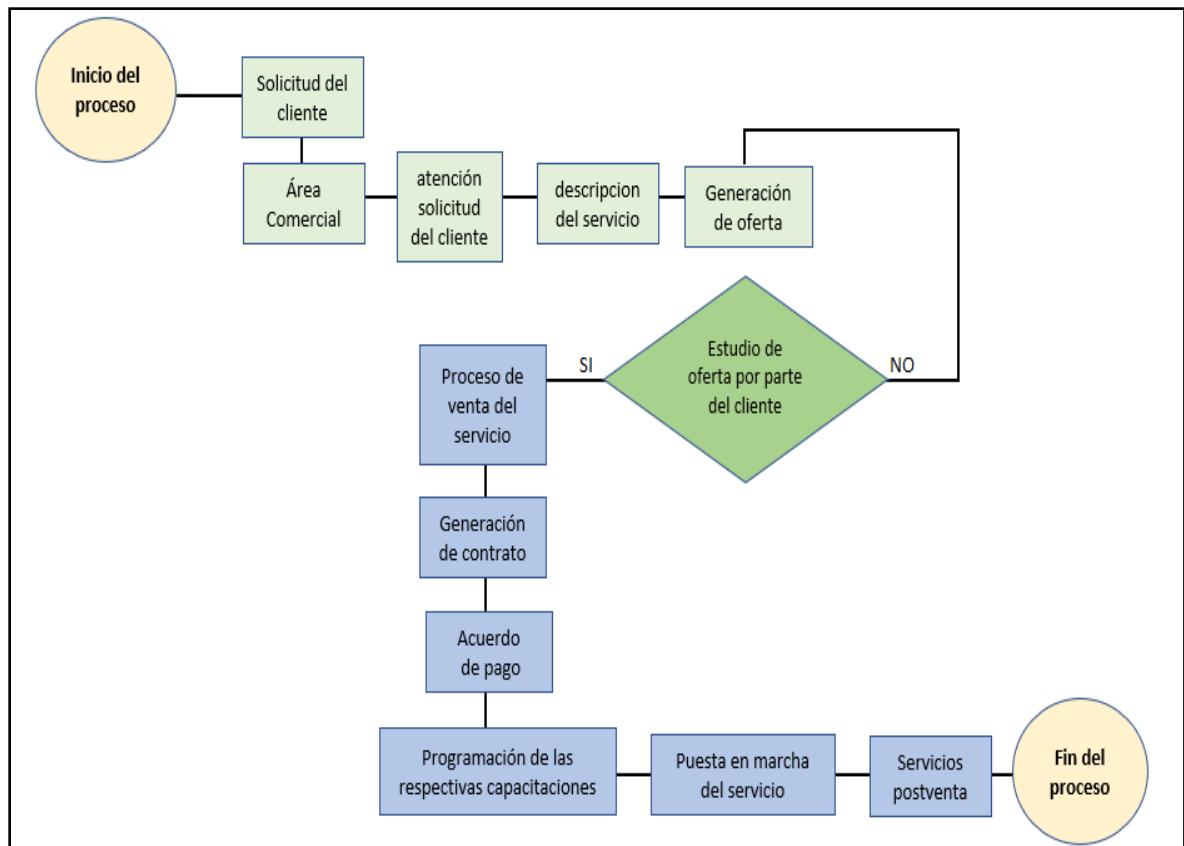 Inicio del
proceso
Solicitud del
cliente
Área
Comercial
atención
solicitud
del cliente
descripcion
del servicio
Generación
de oferta
Estudio de
oferta por parte
del cliente
SI
NO
Proceso de
venta del
servicio
Generación
de contrato
Acuerdo
de pago
Programación de las
respectivas capacitaciones
Puesta en marcha
del servicio
Servicios
postventa
Fin del
proceso